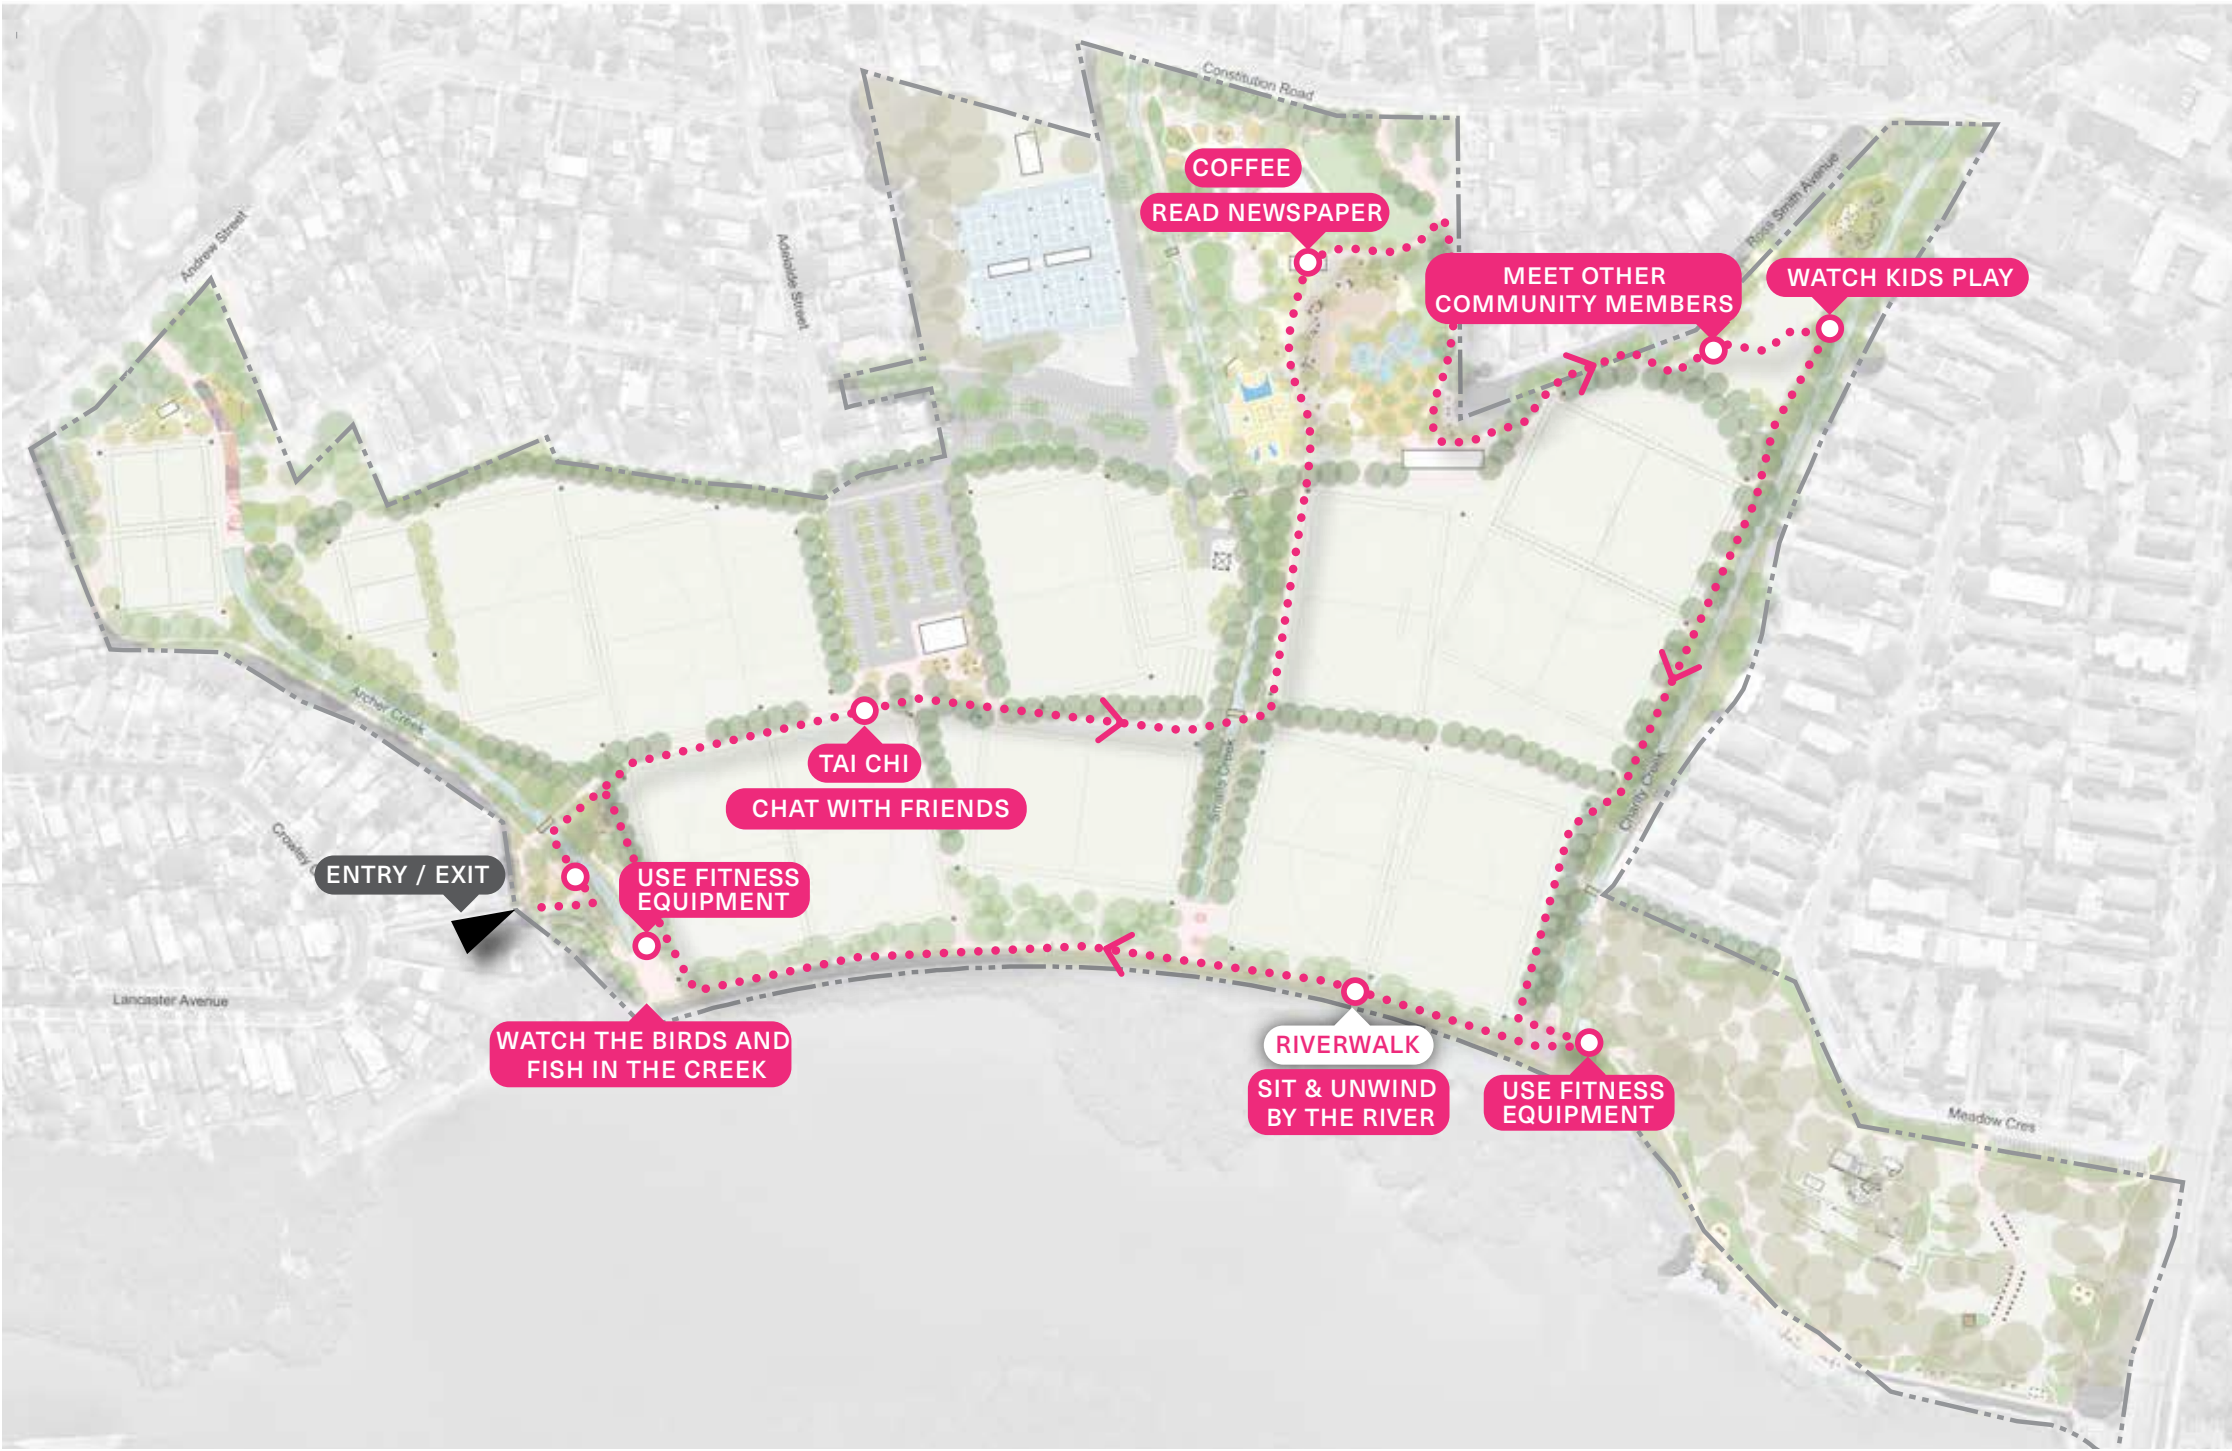 Constitution Road
COFFEE
READ NEWSPAPER
Ross Smith Avenue
Andrew Street
Adelaide Street
MEET OTHER
COMMUNITY MEMBERS
WATCH KIDS PLAY
Archer Creek
TAI CHI
CHAT WITH FRIENDS
Smalls Creek
Charity Creek
Crowley
ENTRY / EXIT
USE FITNESS
EQUIPMENT
Lancaster Avenue
WATCH THE BIRDS AND
FISH IN THE CREEK
RIVERWALK
SIT & UNWIND
BY THE RIVER
USE FITNESS
EQUIPMENT
Meadow Cres